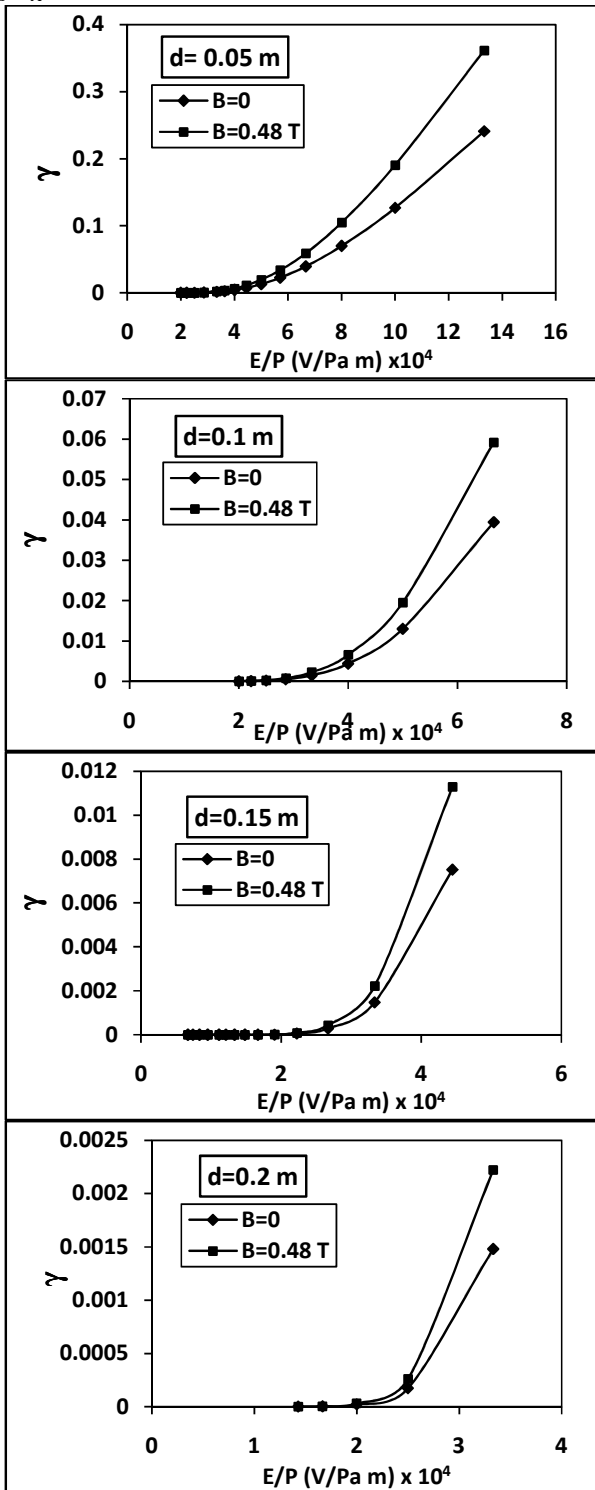 0.4
d= 0.05 m
0.3
B=0
B=0.48 T
γ
0.2
0.1
0
0 2 4 6 8 10 12 14 16
E/P (V/Pa m) x10⁴
0.07
d=0.1 m
0.06
B=0
0.05
B=0.48 T
0.04
γ
0.03
0.02
0.01
0
0 2 4 6 8
E/P (V/Pa m) x 10⁴
0.012
d=0.15 m
0.01
B=0
0.008
B=0.48 T
γ
0.006
0.004
0.002
0
0 2 4 6
E/P (V/Pa m) x 10⁴
0.0025
d=0.2 m
0.002
B=0
B=0.48 T
0.0015
γ
0.001
0.0005
0
0 1 2 3 4
E/P (V/Pa m) x 10⁴